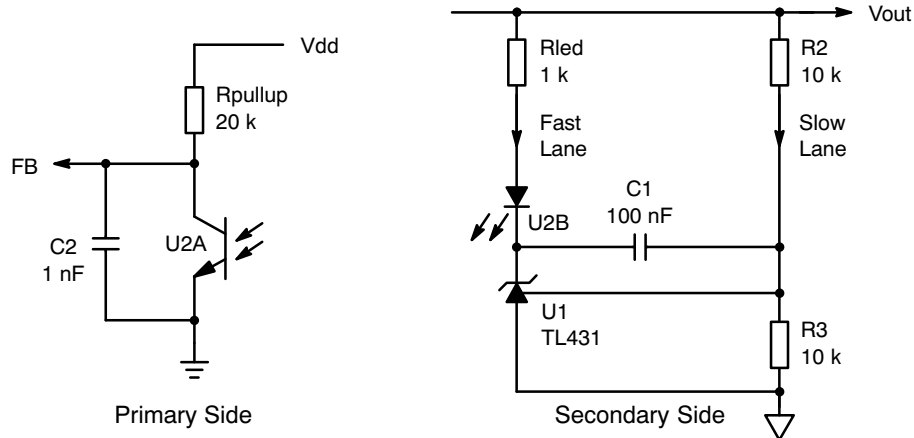 Vdd
Rpullup
20 k
FB
C2
1 nF
U2A
Primary Side
Vout
Rled
1 k
R2
10 k
Fast
Lane
Slow
Lane
C1
100 nF
U2B
U1
TL431
R3
10 k
Secondary Side